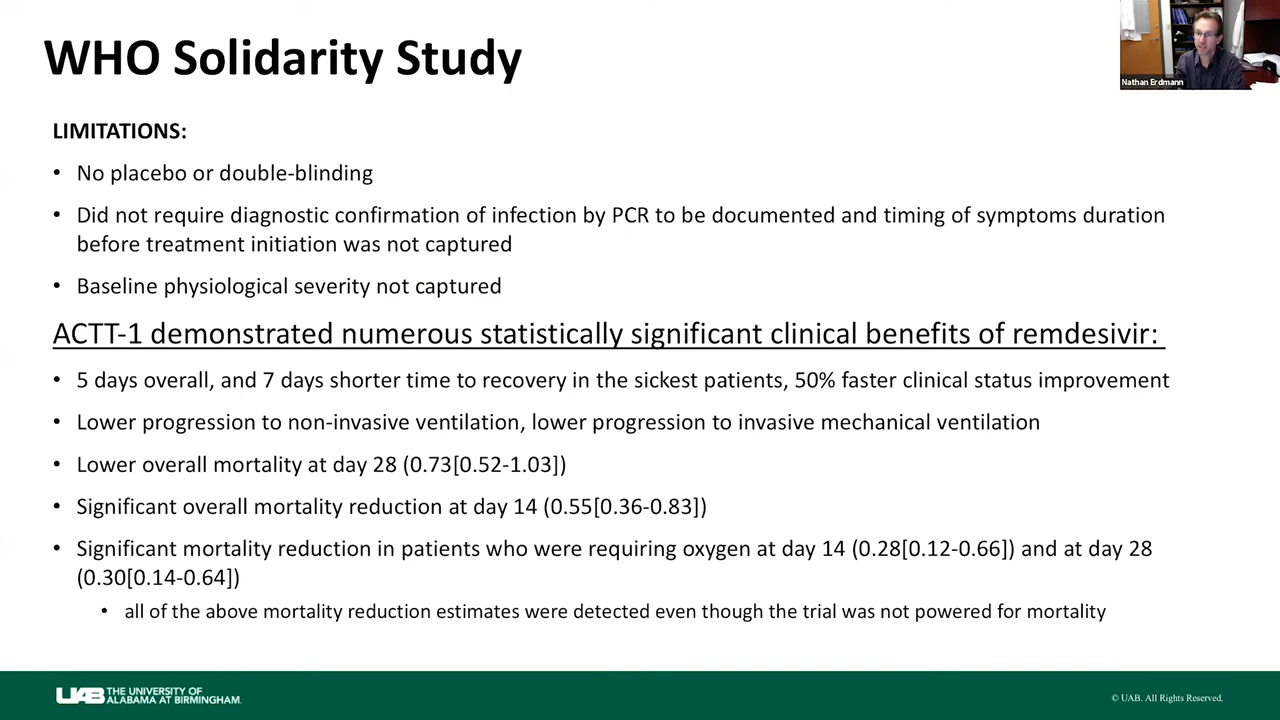 WHO Solidarity Study
Nathan Erdmann
LIMITATIONS:
• No placebo or double-blinding
• Did not require diagnostic confirmation of infection by PCR to be documented and timing of symptoms duration
before treatment initiation was not captured
• Baseline physiological severity not captured
ACTT-1 demonstrated numerous statistically significant clinical benefits of remdesivir:
• 5 days overall, and 7 days shorter time to recovery in the sickest patients, 50% faster clinical status improvement
• Lower progression to non-invasive ventilation, lower progression to invasive mechanical ventilation
• Lower overall mortality at day 28 (0.73[0.52-1.03])
• Significant overall mortality reduction at day 14 (0.55[0.36-0.83])
• Significant mortality reduction in patients who were requiring oxygen at day 14 (0.28[0.12-0.66]) and at day 28
(0.30[0.14-0.64])
• all of the above mortality reduction estimates were detected even though the trial was not powered for mortality
UAB THE UNIVERSITY OF
ALABAMA AT BIRMINGHAM.
© UAB. All Rights Reserved.